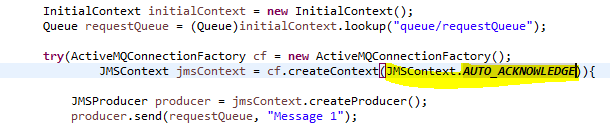 InitialContext initialContext = new InitialContext();
Queue requestQueue = (Queue)initialContext.lookup("queue/requestQueue");
try(ActiveMQConnectionFactory cf = new ActiveMQConnectionFactory();
JMSContext jmsContext = cf.createContext(JMSContext.AUTO_ACKNOWLEDGE)){
JMSProducer producer = jmsContext.createProducer();
producer.send(requestQueue, "Message 1");